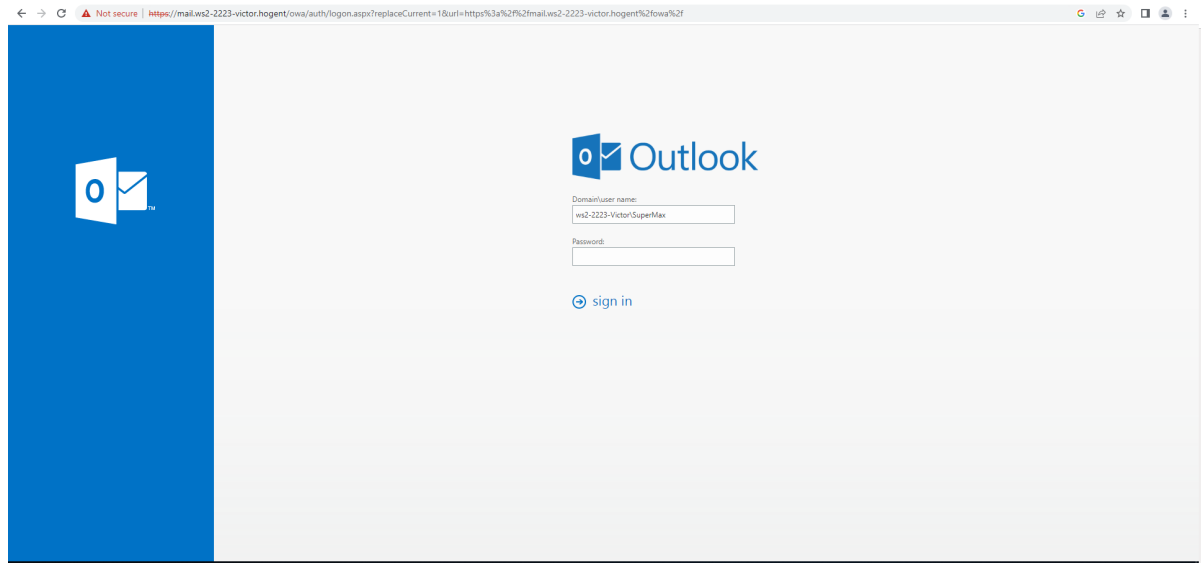 Not secure | https://mail.ws2-2223-victor.hogent/owa/auth/logon.aspx?replaceCurrent=1&url=https%3a%2f%2fmail.ws2-2223-victor.hogent%2fowa%2f
G
O
TM
O Outlook
Domain\user name:
ws2-2223-Victor\SuperMax
Password:
sign in